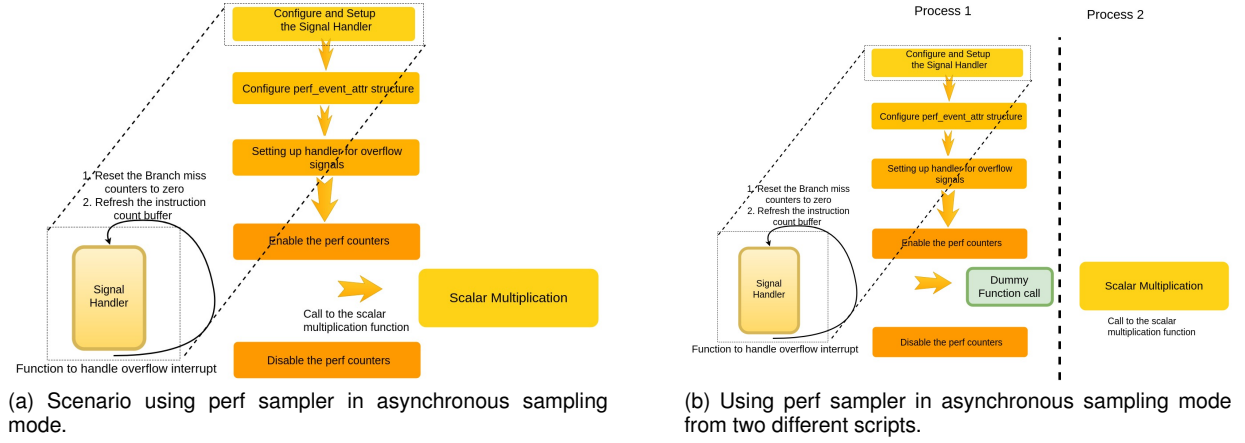 Configure and Setup
the Signal Handler
Configure perf_event_attr structure
Setting up handler for overflow
signals
1. Reset the Branch miss
counters to zero
2. Refresh the instruction
count buffer
Enable the perf counters
Signal
Handler
Scalar Multiplication
Call to the scalar
multiplication function
Disable the perf counters
Function to handle overflow interrupt
(a) Scenario using perf sampler in asynchronous sampling
mode.
Process 1
Process 2
Configure and Setup
the Signal Handler
Configure perf_event_attr structure
Setting up handler for overflow
signals
1. Reset the Branch miss
counters to zero
2. Refresh the instruction
count buffer
Enable the perf counters
Signal
Handler
Dummy
Function call
Scalar Multiplication
Call to the scalar
multiplication function
Disable the perf counters
Function to handle overflow interrupt
(b) Using perf sampler in asynchronous sampling mode
from two different scripts.